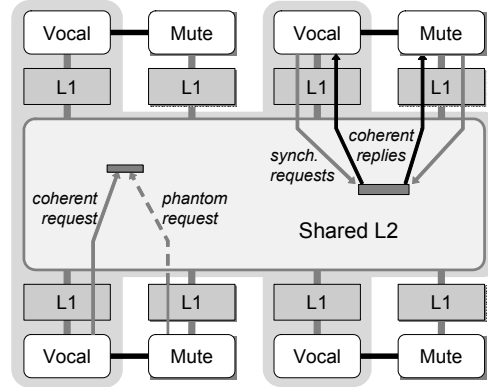 Vocal Mute Vocal Mute
L1 L1 L1 L1
synch.
requests
coherent
replies
coherent
request
phantom
request
Shared L2
L1 L1 L1 L1
Vocal Mute Vocal Mute